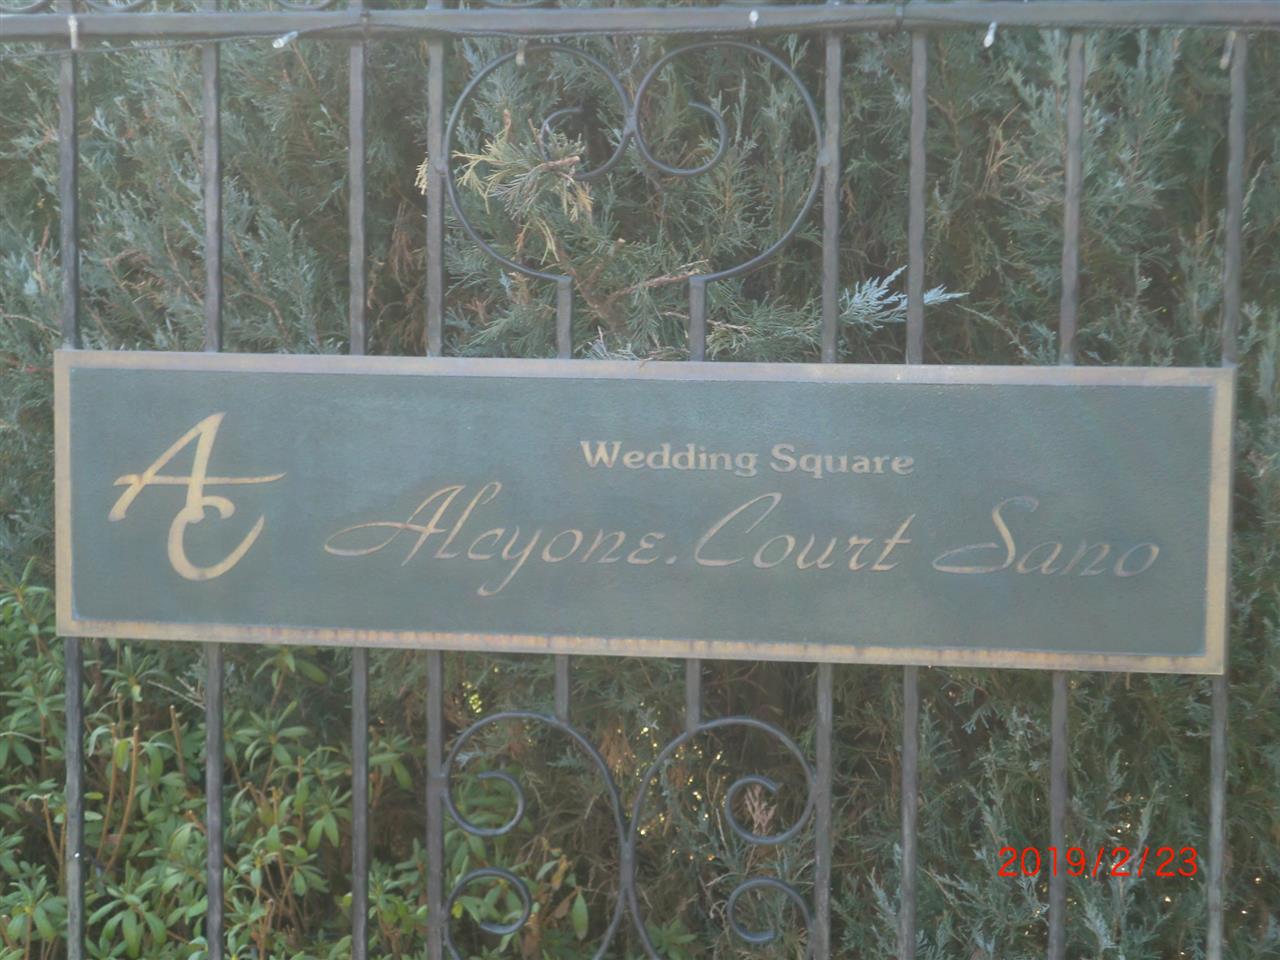 AC
Wedding Square
Alcyone.Court Sano
2019/2/23